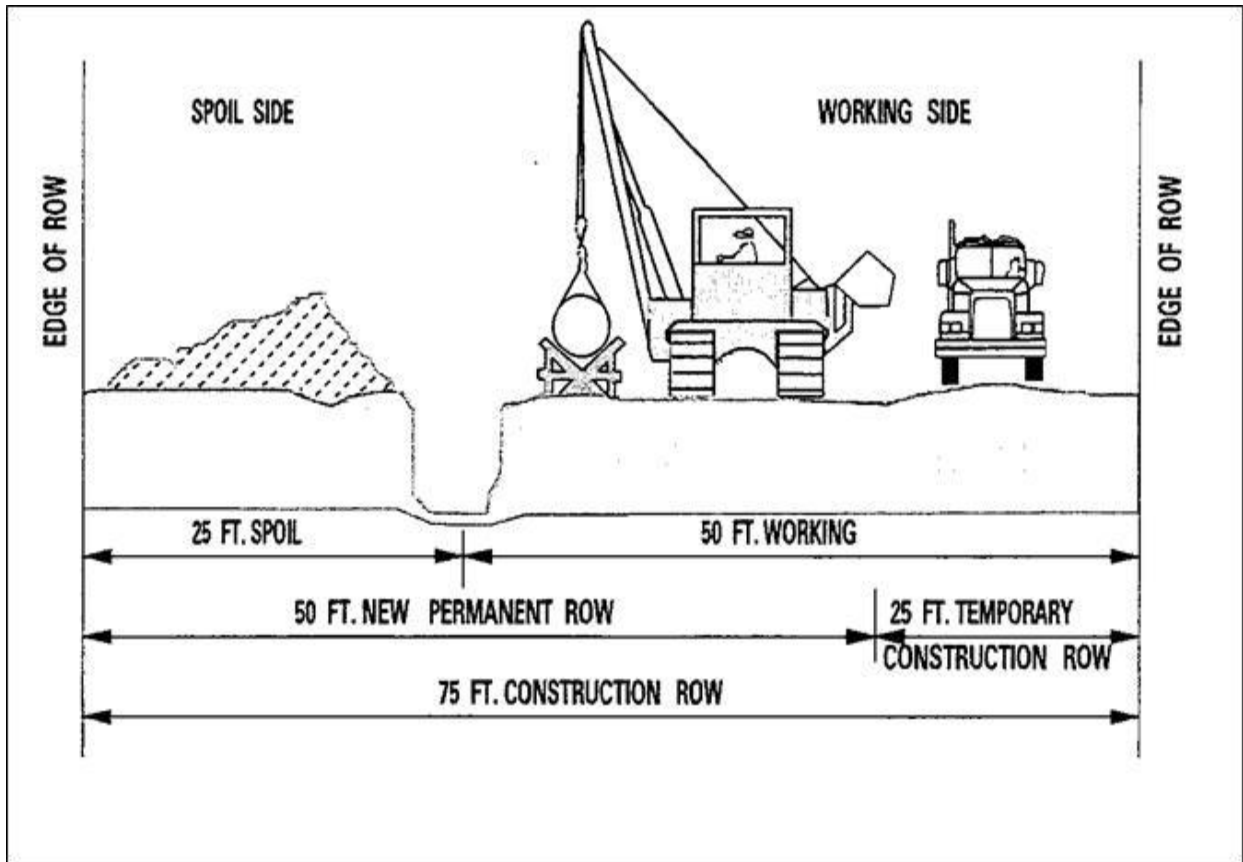 SPOIL SIDE
WORKING SIDE
EDGE OF ROW
EDGE OF ROW
25 FT. SPOIL
50 FT. WORKING
50 FT. NEW PERMANENT ROW
25 FT. TEMPORARY
CONSTRUCTION ROW
75 FT. CONSTRUCTION ROW